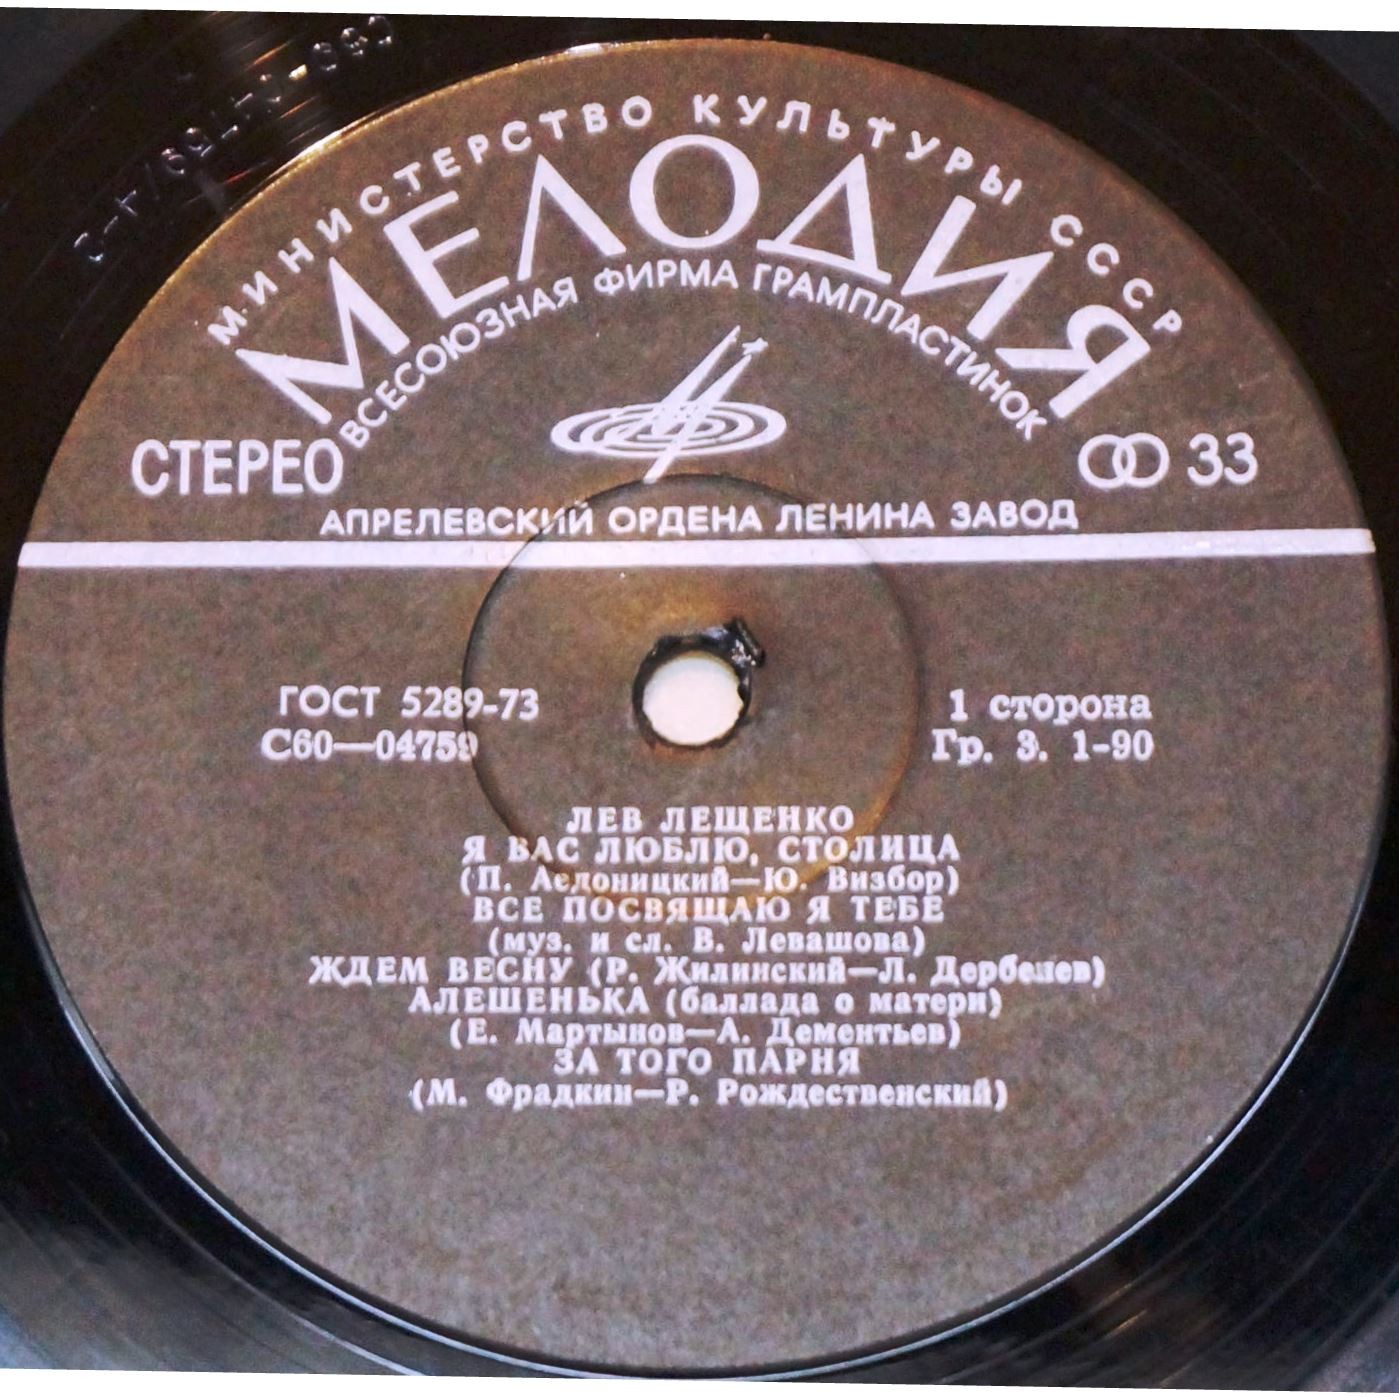 МИНИСТЕРСТВО КУЛЬТУРЫ СССР
МЕЛОДИЯ
ВСЕСОЮЗНАЯ ФИРМА ГРАМПЛАСТИНОК
СТЕРЕО
33
АПРЕЛЕВСКИЙ ОРДЕНА ЛЕНИНА ЗАВОД
ГОСТ 5289-73
1 сторона
С60—04759
Гр. 3. 1-90
ЛЕВ ЛЕЩЕНКО
Я ВАС ЛЮБЛЮ, СТОЛИЦА
(П. Аедоницкий—Ю. Визбор)
ВСЕ ПОСВЯЩАЮ Я ТЕБЕ
(муз. и сл. В. Левашова)
ЖДЕМ ВЕСНУ (Р. Жилинский—Л. Дербенев)
АЛЕШЕНЬКА (баллада о матери)
(Е. Мартынов—А. Дементьев)
ЗА ТОГО ПАРНЯ
(М. Фрадкин—Р. Рождественский)